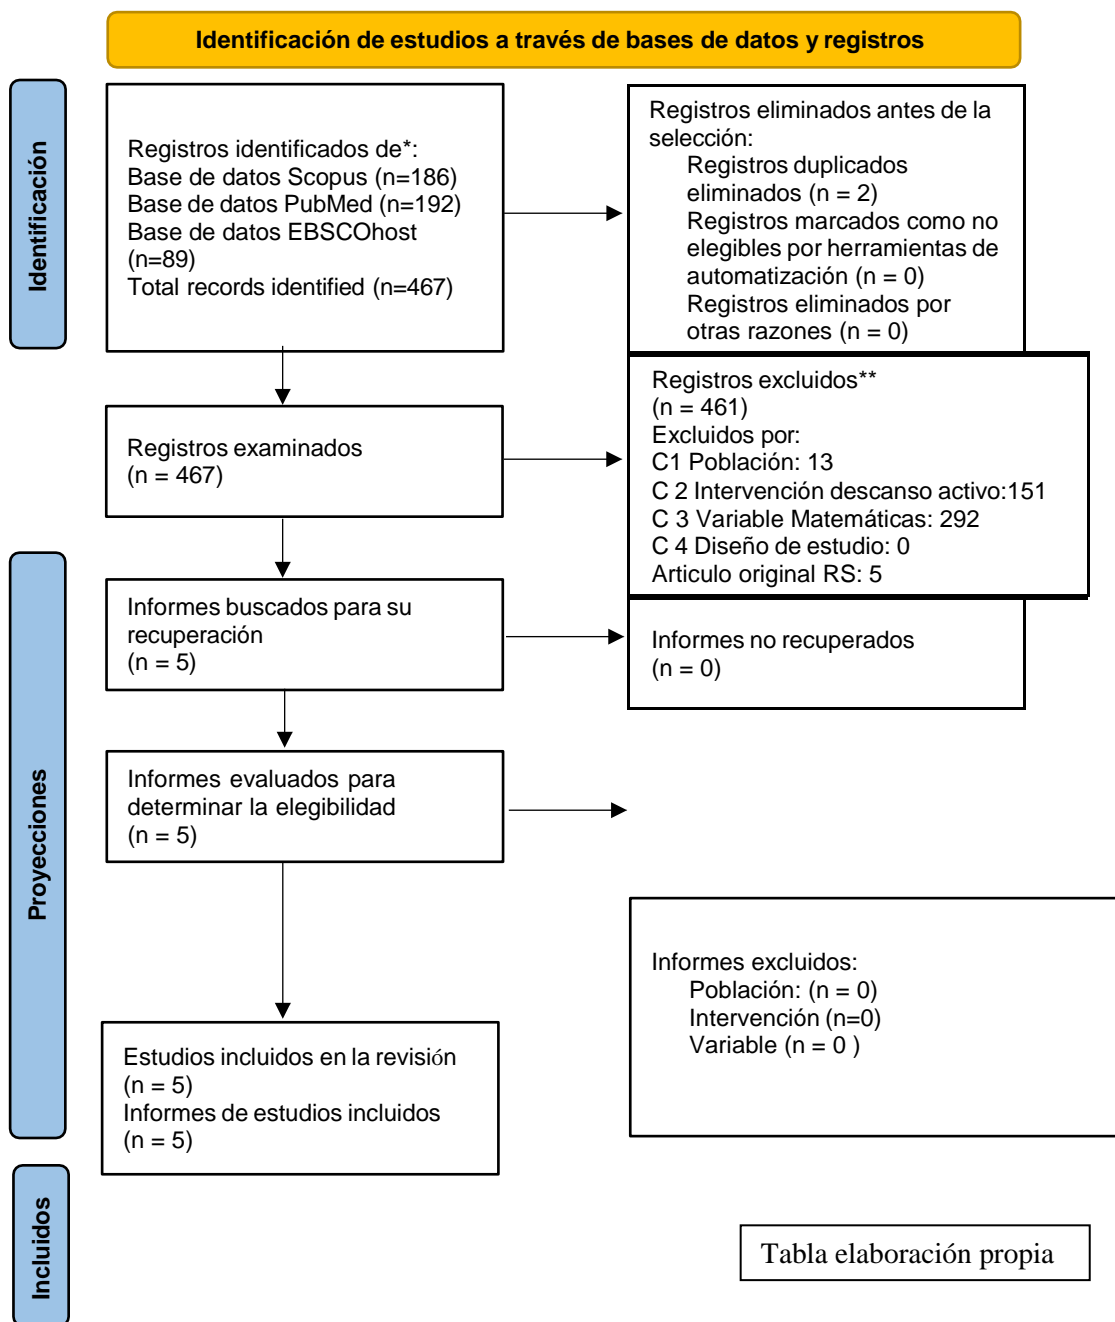 Identificación de estudios a través de bases de datos y registros
Identificación
Registros identificados de*:
Base de datos Scopus (n=186)
Base de datos PubMed (n=192)
Base de datos EBSCOhost
(n=89)
Total records identified (n=467)
Registros eliminados antes de la
selección:
Registros duplicados
eliminados (n = 2)
Registros marcados como no
elegibles por herramientas de
automatización (n = 0)
Registros eliminados por
otras razones (n = 0)
Registros examinados
(n = 467)
Registros excluidos**
(n = 461)
Excluidos por:
C1 Población: 13
C 2 Intervención descanso activo:151
C 3 Variable Matemáticas: 292
C 4 Diseño de estudio: 0
Articulo original RS: 5
Proyecciones
Informes buscados para su
recuperación
(n = 5)
Informes no recuperados
(n = 0)
Informes evaluados para
determinar la elegibilidad
(n = 5)
Informes excluidos:
Población: (n = 0)
Intervención (n=0)
Variable (n = 0 )
Estudios incluidos en la revisión
(n = 5)
Informes de estudios incluidos
(n = 5)
Incluidos
Tabla elaboración propia